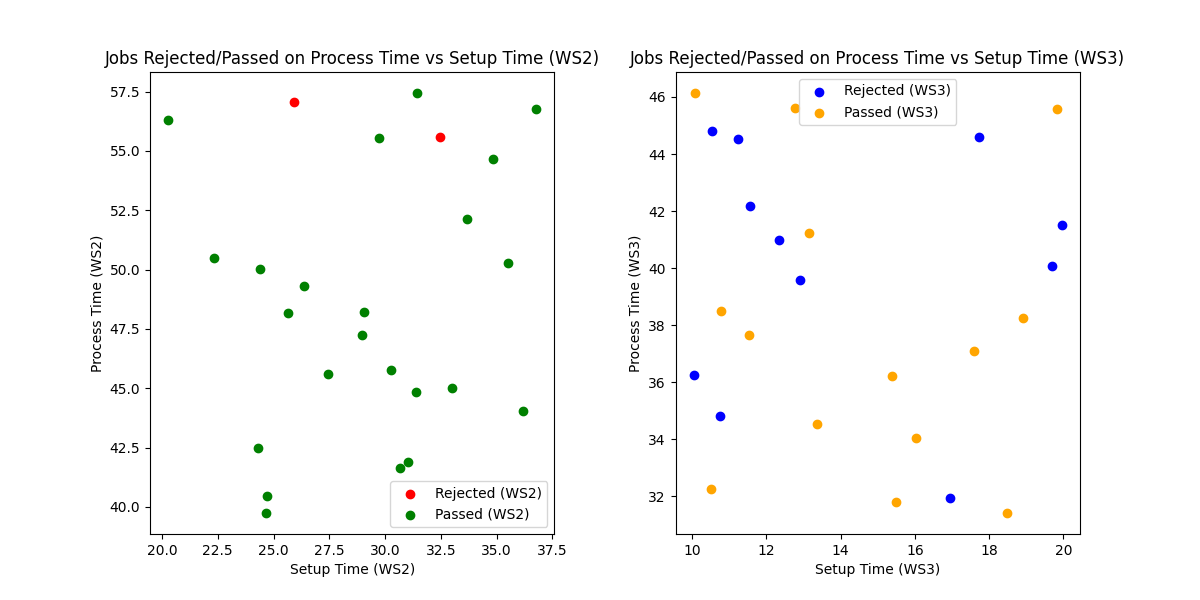 Jobs Rejected/Passed on Process Time vs Setup Time (WS2)
57.5
55.0
52.5
50.0
47.5
45.0
42.5
40.0
Process Time (WS2)
Rejected (WS2)
Passed (WS2)
20.0 22.5 25.0 27.5 30.0 32.5 35.0 37.5
Setup Time (WS2)
Jobs Rejected/Passed on Process Time vs Setup Time (WS3)
Rejected (WS3)
Passed (WS3)
46
44
42
40
38
36
34
32
Process Time (WS3)
10 12 14 16 18 20
Setup Time (WS3)